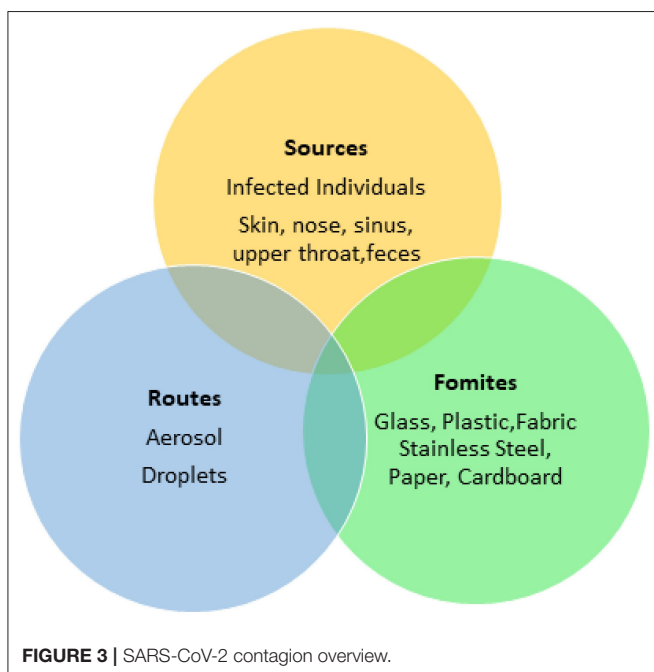 Sources
Infected Individuals
Skin, nose, sinus,
upper throat,feces
Routes
Aerosol
Droplets
Fomites
Glass, Plastic,Fabric
Stainless Steel,
Paper, Cardboard
FIGURE 3 | SARS-CoV-2 contagion overview.